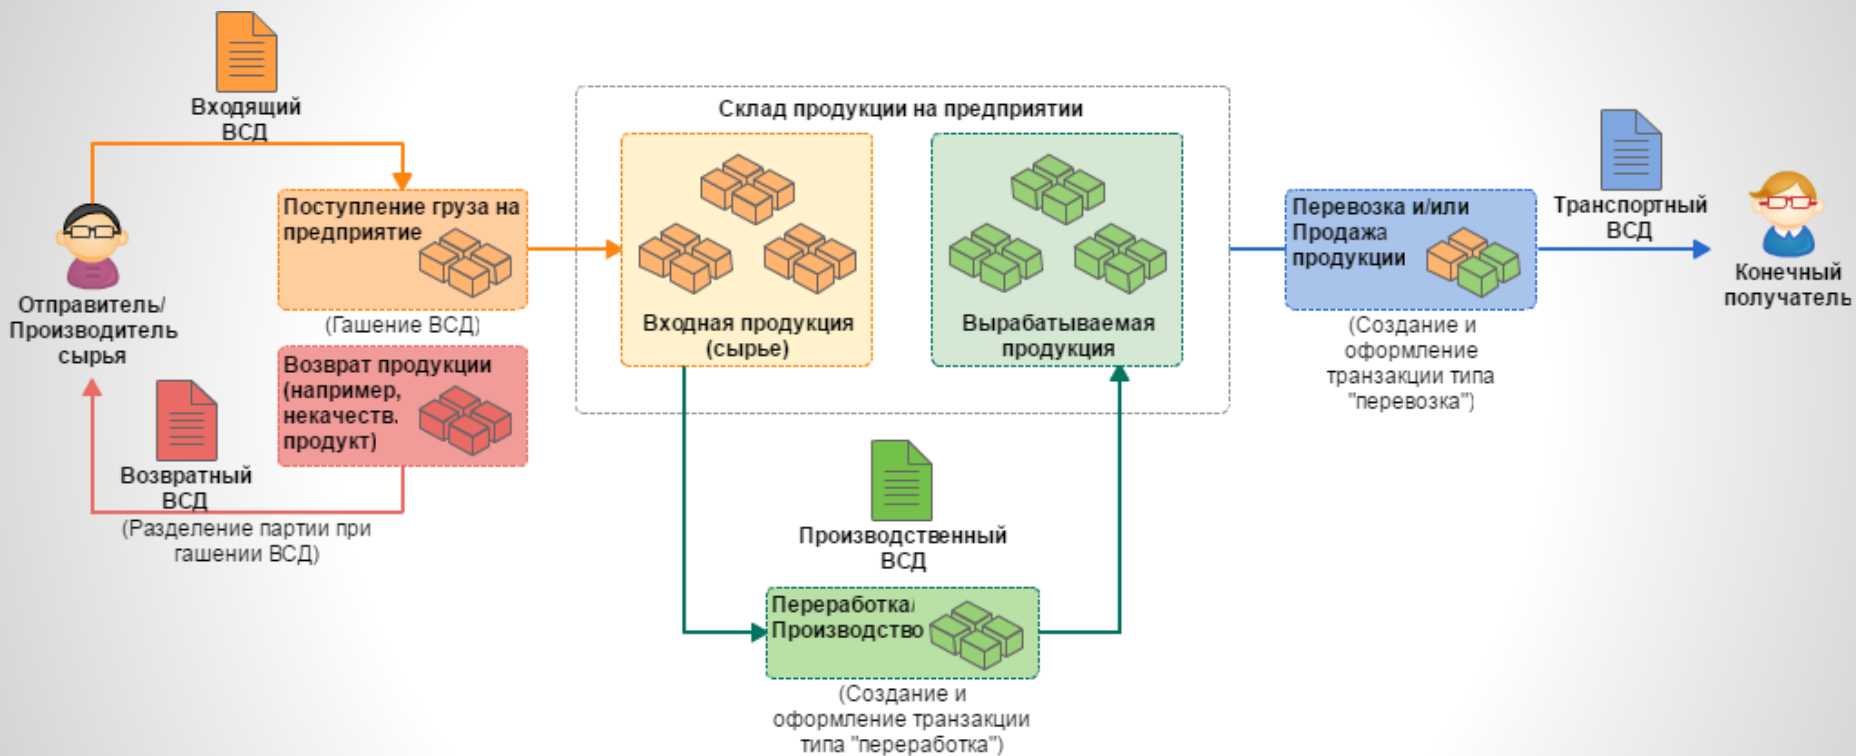 Входящий
ВСД
Отправитель/
Производитель
сырья
Поступление груза на
предприятие
(Гашение ВСД)
Возврат продукции
(например,
некачеств.
продукт)
Возвратный
ВСД
(Разделение партии при
гашении ВСД)
Склад продукции на предприятии
Входная продукция
(сырье)
Вырабатываемая
продукция
Производственный
ВСД
Переработка/
Производство
(Создание и
оформление транзакции
типа "переработка")
Перевозка и/или
Продажа
продукции
(Создание и
оформление
транзакции типа
"перевозка")
Транспортный
ВСД
Конечный
получатель